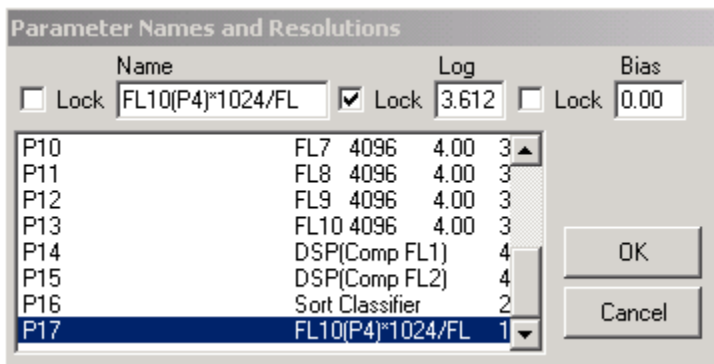 Parameter Names and Resolutions
Name Log Bias
Lock FL10(P4)*1024/FL Lock 3.612 Lock 0.00
P10 FL7 4096 4.00 3
P11 FL8 4096 4.00 3
P12 FL9 4096 4.00 3
P13 FL10 4096 4.00 3
P14 DSP(Comp FL1) 4
P15 DSP(Comp FL2) 4
P16 Sort Classifier 2
P17 FL10(P4)*1024/FL 1
OK
Cancel